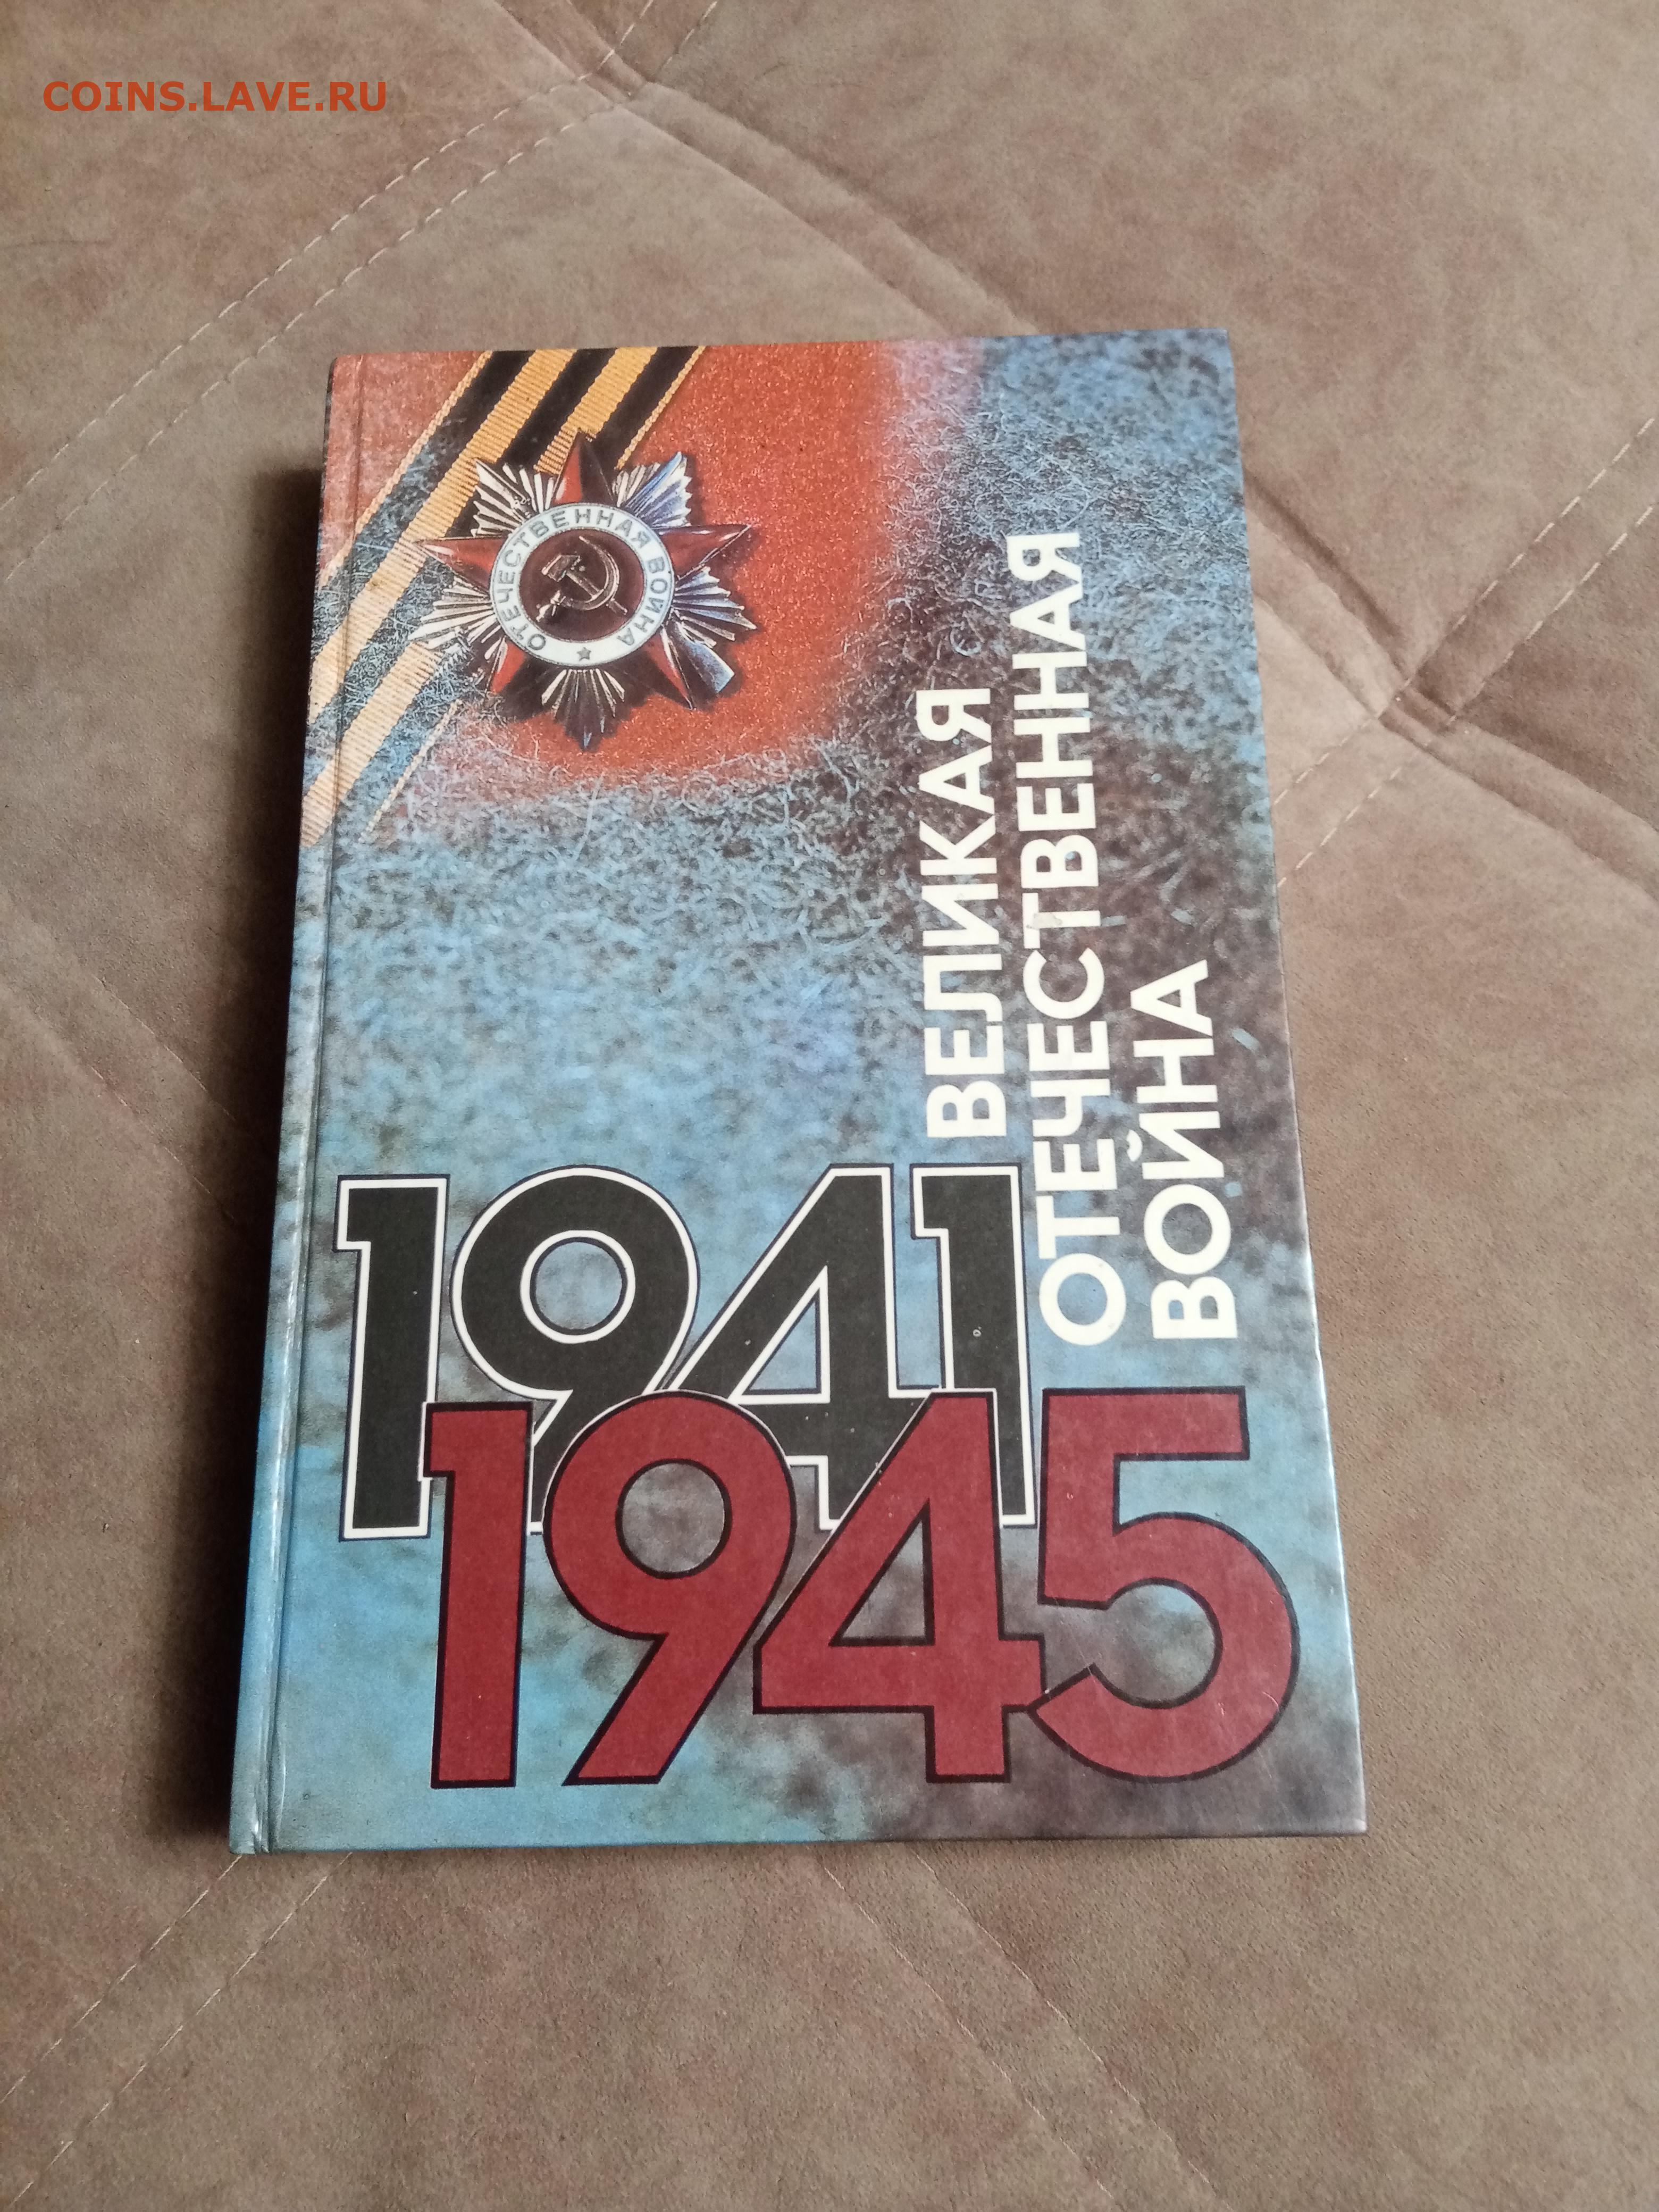 COINS.LAVE.RU
ОТЕЧЕСТВЕННАЯ ВОЙНА
ВЕЛИКАЯ
ОТЕЧЕСТВЕННАЯ
ВОЙНА
1941
1945